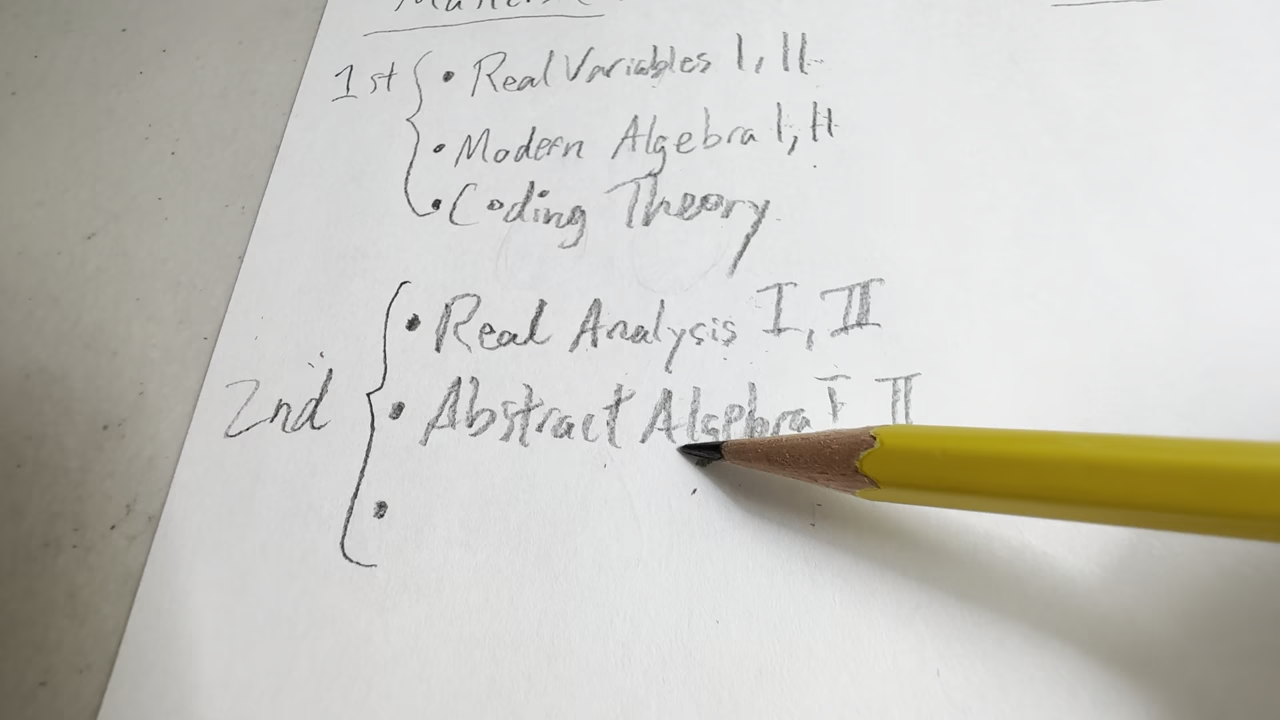 1st { • Real Variables I, II
• Modern Algebra I, II
• Coding Theory
2nd { • Real Analysis I, II
• Abstract Algebra I II
•